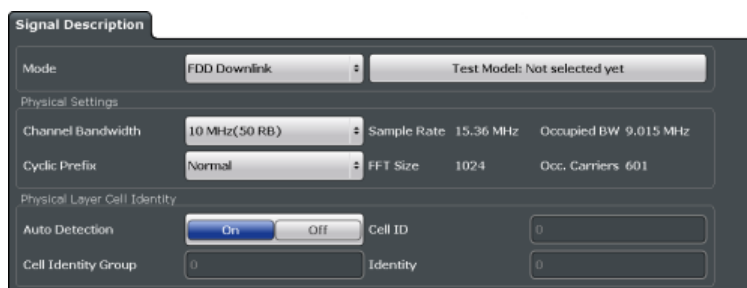 Signal Description
Mode FDD Downlink Test Model: Not selected yet
Physical Settings
Channel Bandwidth 10 MHz(50 RB) Sample Rate 15.36 MHz Occupied BW 9.015 MHz
Cyclic Prefix Normal FFT Size 1024 Occ. Carriers 601
Physical Layer Cell Identity
Auto Detection On Off Cell ID 0
Cell Identity Group 0 Identity 0